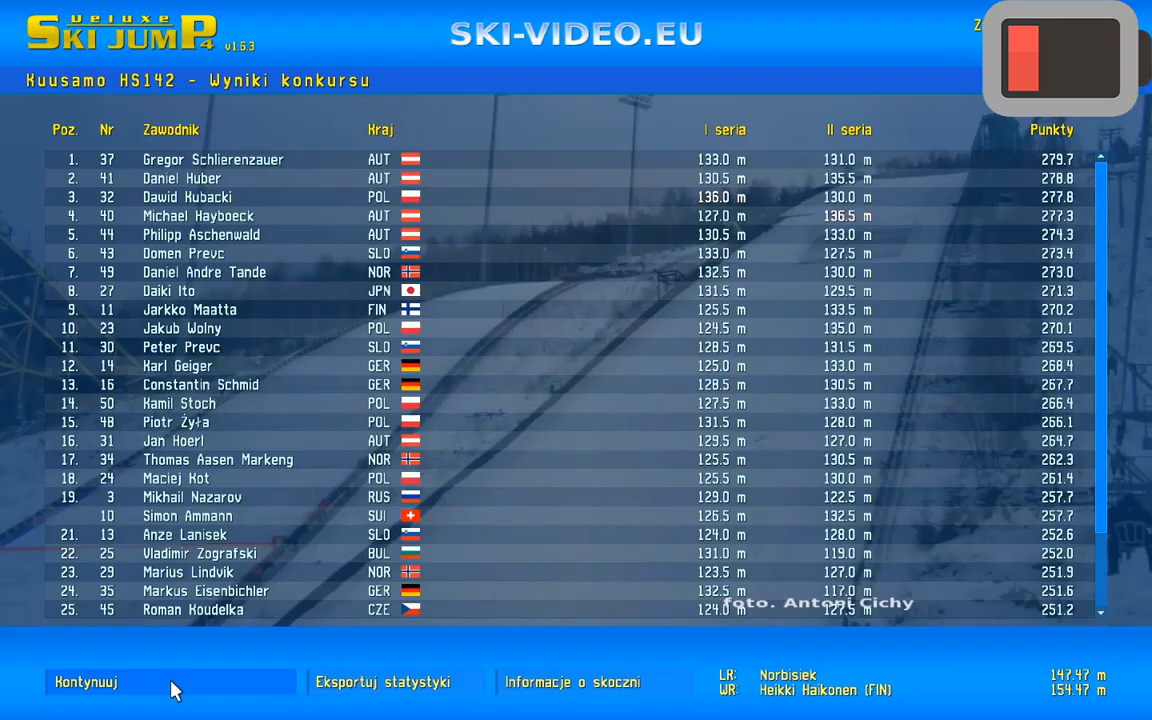 Deluxe
SKI JUMP 4 v1.6.3
SKI-VIDEO.EU
Kuusamo HS142 - Wyniki konkursu
Poz. Nr Zawodnik Kraj I seria II seria Punkty
1. 37 Gregor Schlierenzauer AUT 133.0 m 131.0 m 279.7
2. 41 Daniel Huber AUT 130.5 m 135.5 m 278.8
3. 32 Dawid Kubacki POL 136.0 m 130.0 m 277.8
4. 40 Michael Hayboeck AUT 127.0 m 136.5 m 277.3
5. 44 Philipp Aschenwald AUT 130.5 m 133.0 m 274.3
6. 43 Domen Prevc SLO 133.0 m 127.5 m 273.4
7. 49 Daniel Andre Tande NOR 132.5 m 130.0 m 273.0
8. 27 Daiki Ito JPN 131.5 m 129.5 m 271.3
9. 11 Jarkko Maatta FIN 125.5 m 133.5 m 270.2
10. 23 Jakub Wolny POL 124.5 m 135.0 m 270.1
11. 30 Peter Prevc SLO 128.5 m 131.5 m 269.5
12. 14 Karl Geiger GER 125.0 m 133.0 m 268.4
13. 16 Constantin Schmid GER 128.5 m 130.5 m 267.7
14. 50 Kamil Stoch POL 127.5 m 133.0 m 266.4
15. 48 Piotr Żyła POL 131.5 m 128.0 m 266.1
16. 31 Jan Hoerl AUT 129.5 m 127.0 m 264.7
17. 34 Thomas Aasen Markeng NOR 125.5 m 130.5 m 262.3
18. 24 Maciej Kot POL 125.5 m 130.0 m 261.4
19. 3 Mikhail Nazarov RUS 129.0 m 122.5 m 257.7
10 Simon Ammann SUI 126.5 m 132.5 m 257.7
21. 13 Anze Lanisek SLO 124.0 m 128.0 m 252.6
22. 25 Vladimir Zografski BUL 131.0 m 119.0 m 252.0
23. 29 Marius Lindvik NOR 123.5 m 127.0 m 251.9
24. 35 Markus Eisenbichler GER 132.5 m 117.0 m 251.6
25. 45 Roman Koudelka CZE 124.0 m 127.5 m 251.2
foto. Antoni Cichy
Kontynuuj Eksportuj statystyki Informacje o skoczni
LR: Norbisiek 147.47 m
WR: Heikki Haikonen (FIN) 154.47 m